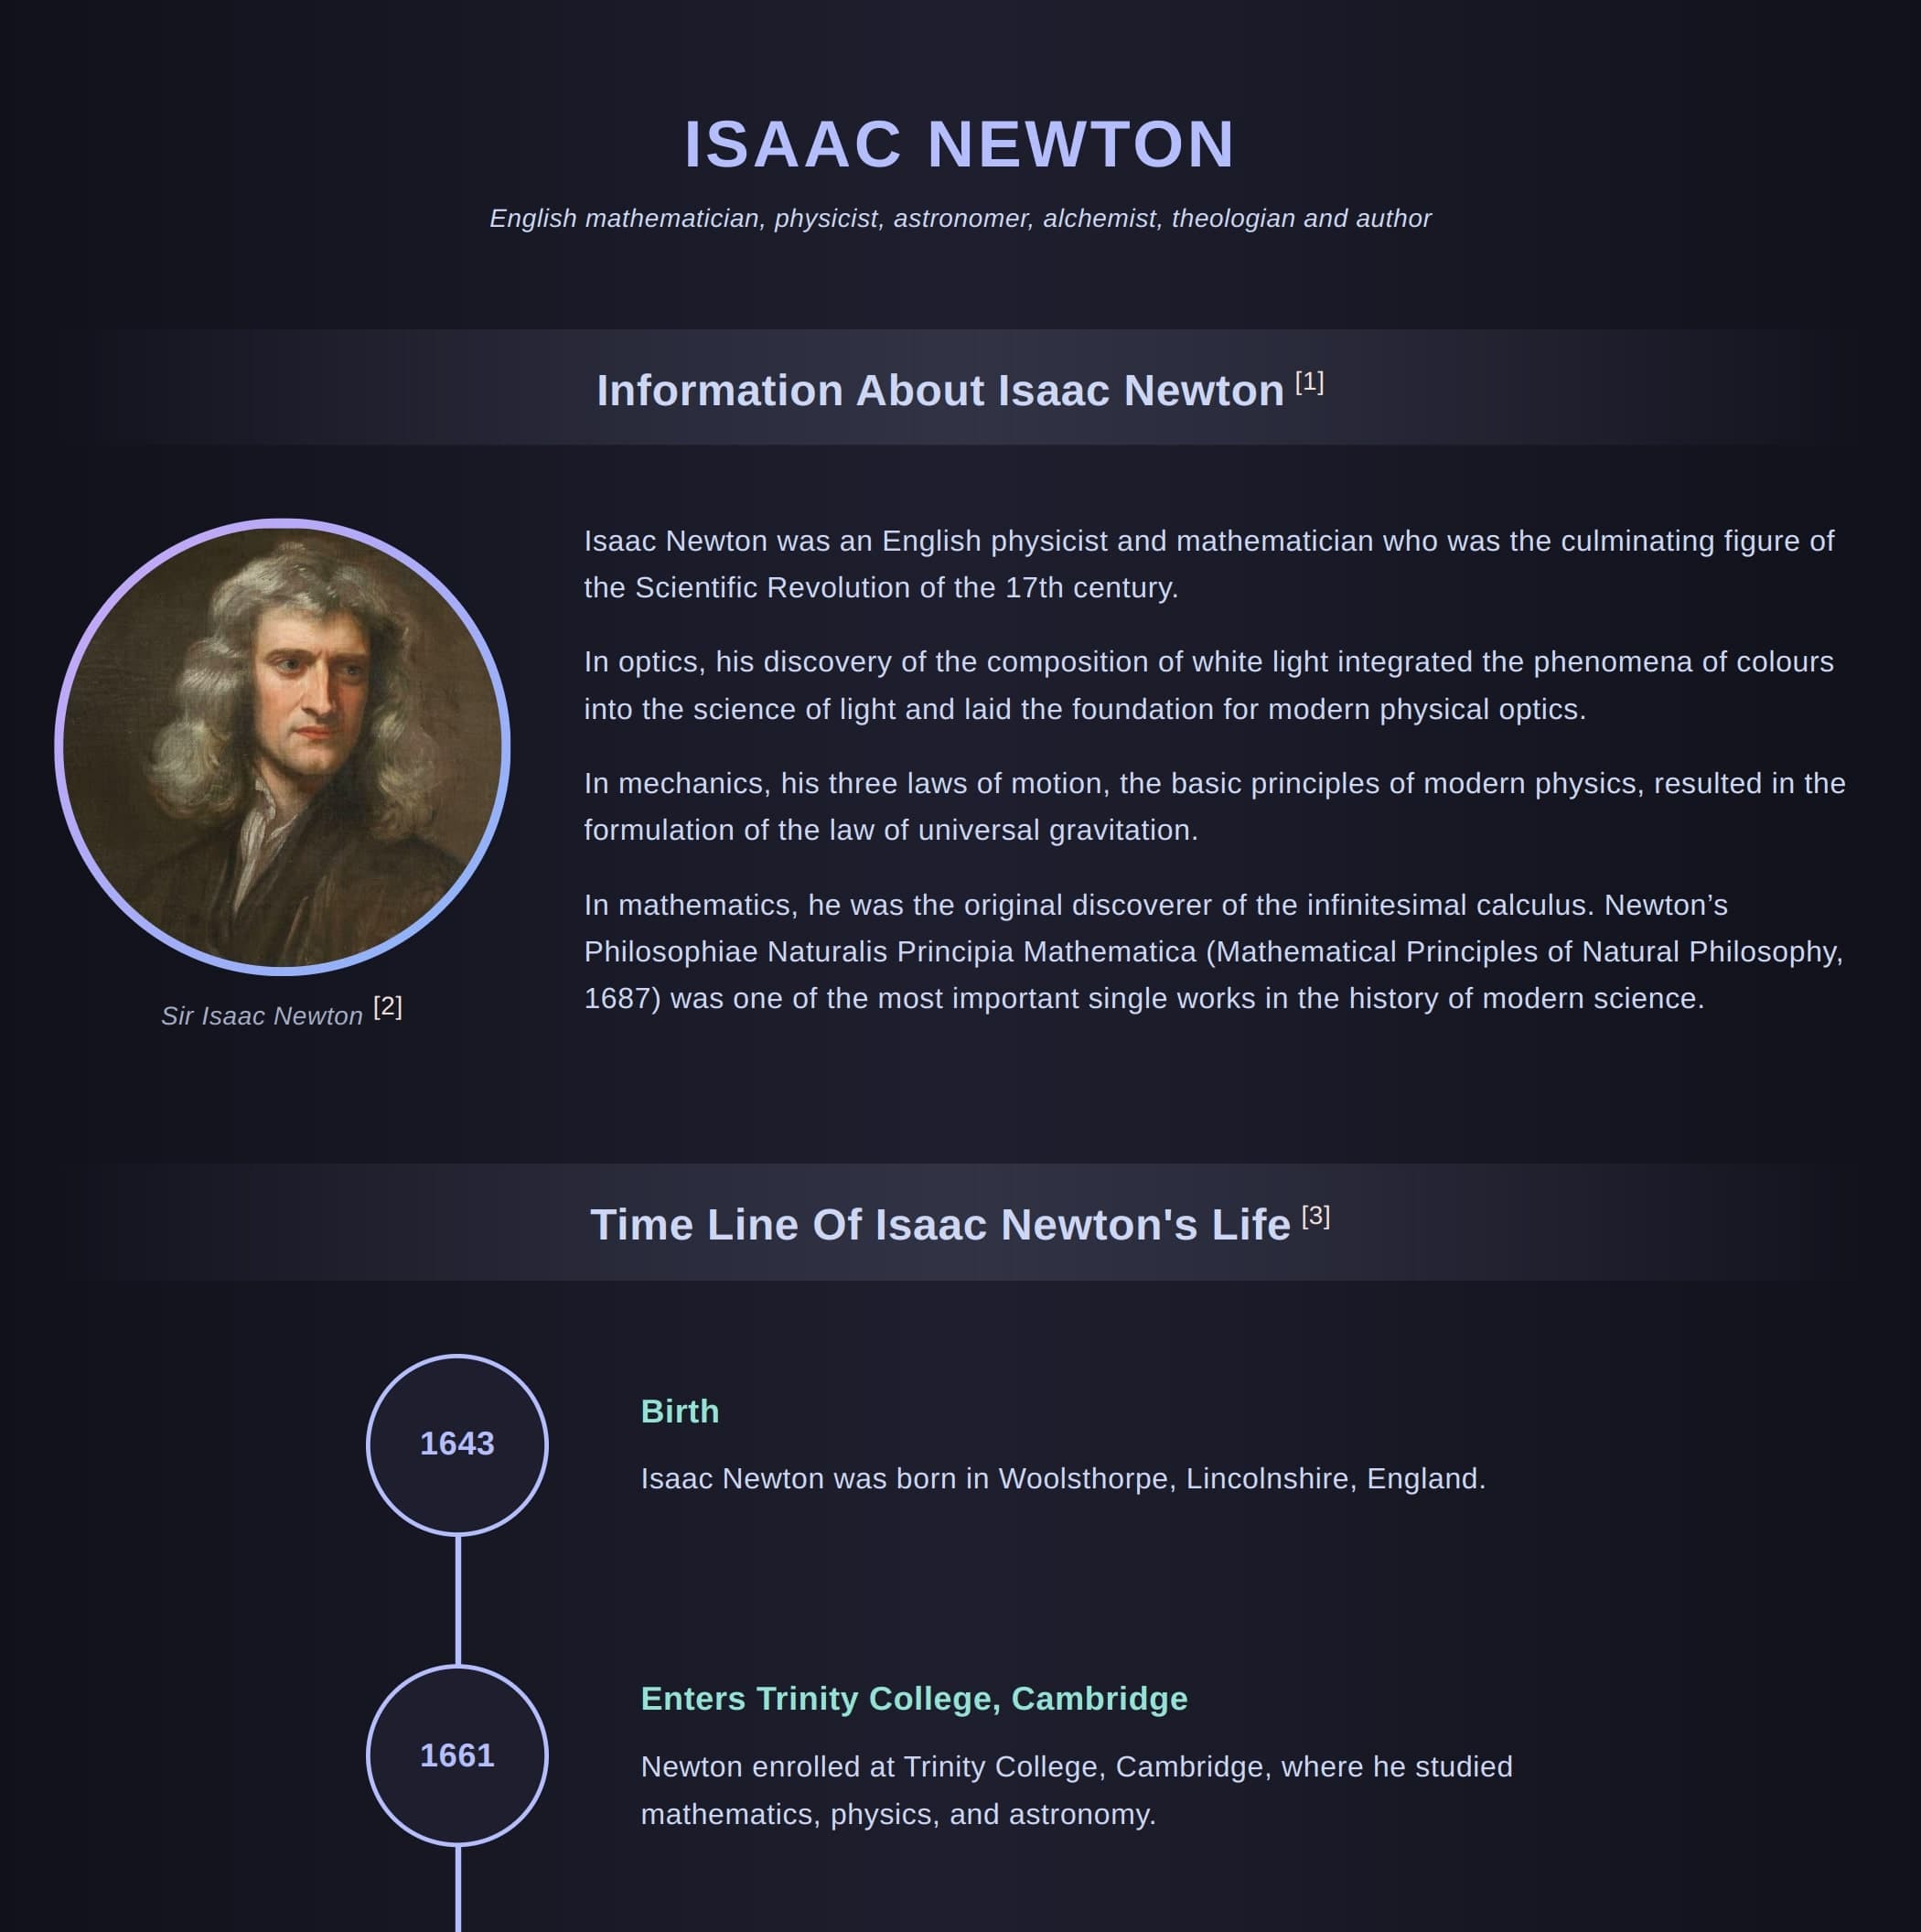 ISAAC NEWTON
English mathematician, physicist, astronomer, alchemist, theologian and author
Information About Isaac Newton [1]
Isaac Newton was an English physicist and mathematician who was the culminating figure of
the Scientific Revolution of the 17th century.
In optics, his discovery of the composition of white light integrated the phenomena of colours
into the science of light and laid the foundation for modern physical optics.
In mechanics, his three laws of motion, the basic principles of modern physics, resulted in the
formulation of the law of universal gravitation.
In mathematics, he was the original discoverer of the infinitesimal calculus. Newton’s
Philosophiae Naturalis Principia Mathematica (Mathematical Principles of Natural Philosophy,
1687) was one of the most important single works in the history of modern science.
Sir Isaac Newton [2]
Time Line Of Isaac Newton's Life [3]
1643
Birth
Isaac Newton was born in Woolsthorpe, Lincolnshire, England.
1661
Enters Trinity College, Cambridge
Newton enrolled at Trinity College, Cambridge, where he studied
mathematics, physics, and astronomy.